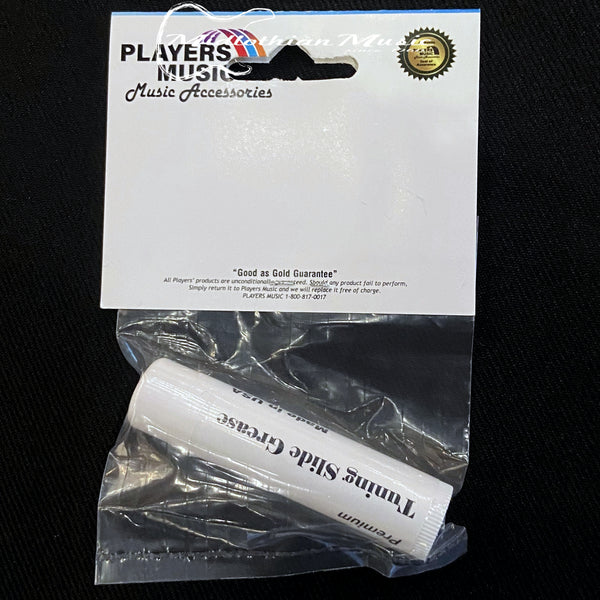 Midlothian Music
PLAYERS
MUSIC
Music Accessories
"Good as Gold Guarantee"
All Players' products are unconditionally guaranteed. Should any product fail to perform,
Simply return it to Players Music and we will replace it free of charge.
PLAYERS MUSIC 1-800-817-0017
Premium
Tuning Slide Grease
Made in USA